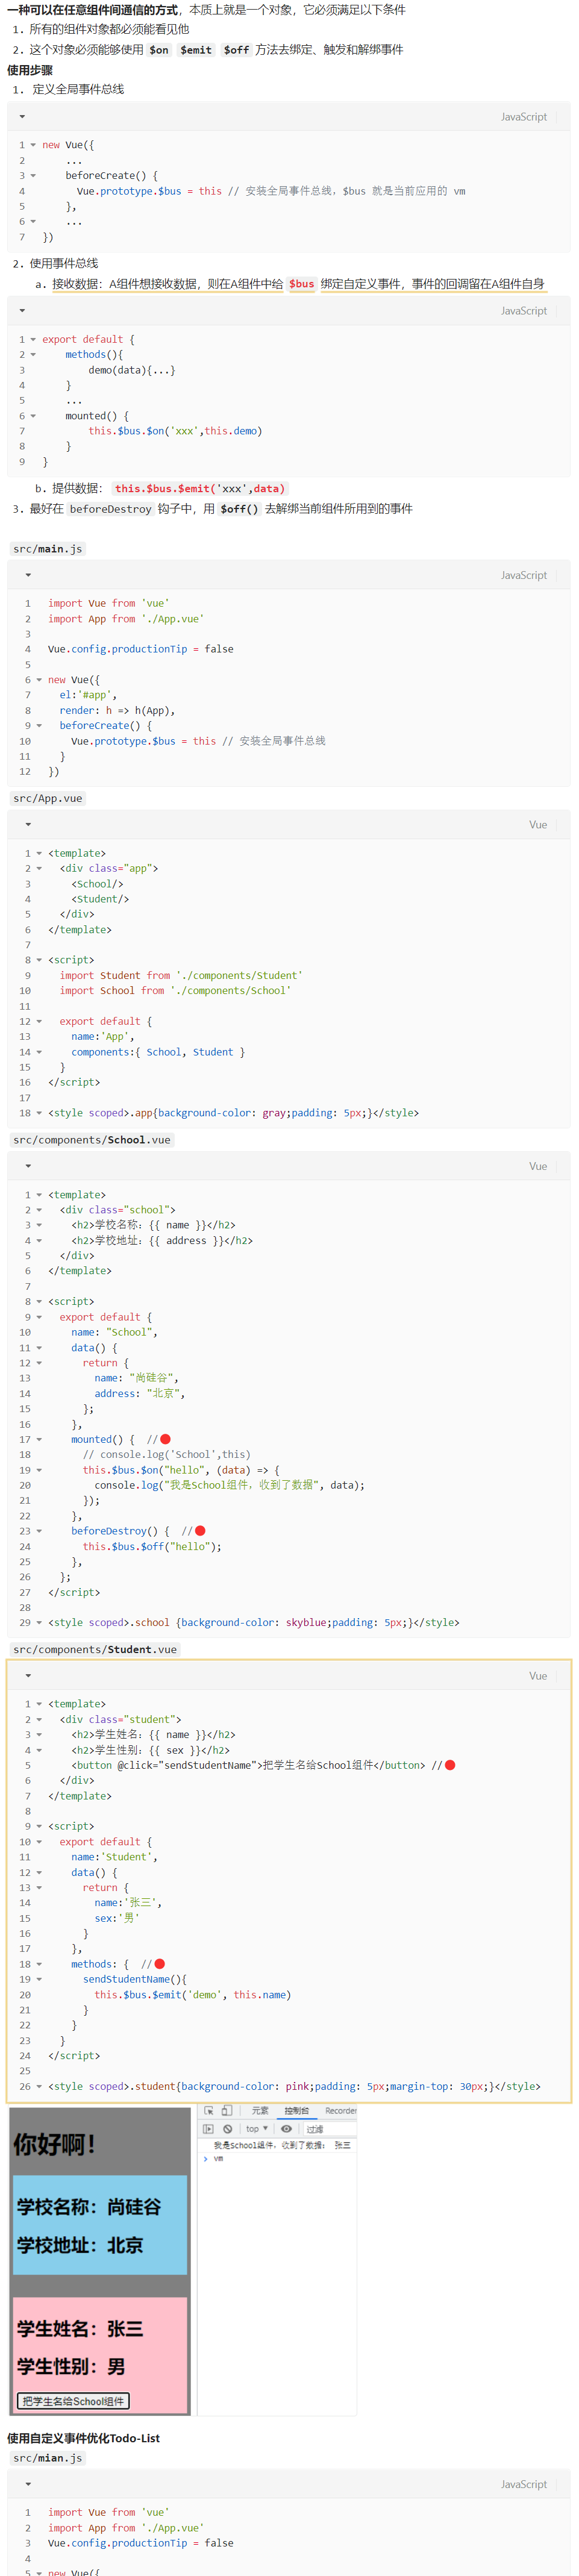 一种可以在任意组件间通信的方式，本质上就是一个对象，它必须满足以下条件
1. 所有的组件对象都必须能看见他
2. 这个对象必须能够使用 $on $emit $off 方法去绑定、触发和解绑事件
使用步骤
1. 定义全局事件总线
JavaScript
1 new Vue({
2 ...
3 beforeCreate() {
4 Vue.prototype.$bus = this // 安装全局事件总线，$bus 就是当前应用的 vm
5 },
6 ...
7 })
2. 使用事件总线
a. 接收数据：A组件想接收数据，则在A组件中给 $bus 绑定自定义事件，事件的回调留在A组件自身
JavaScript
1 export default {
2 methods(){
3 demo(data){...}
4 }
5 ...
6 mounted() {
7 this.$bus.$on('xxx',this.demo)
8 }
9 }
b. 提供数据： this.$bus.$emit('xxx',data)
3. 最好在 beforeDestroy 钩子中，用 $off() 去解绑当前组件所用到的事件
src/main.js
JavaScript
1 import Vue from 'vue'
2 import App from './App.vue'
3
4 Vue.config.productionTip = false
5
6 new Vue({
7 el:'#app',
8 render: h => h(App),
9 beforeCreate() {
10 Vue.prototype.$bus = this // 安装全局事件总线
11 }
12 })
src/App.vue
Vue
1 <template>
2 <div class="app">
3 <School/>
4 <Student/>
5 </div>
6 </template>
7
8 <script>
9 import Student from './components/Student'
10 import School from './components/School'
11
12 export default {
13 name:'App',
14 components:{ School, Student }
15 }
16 </script>
17
18 <style scoped>.app{background-color: gray;padding: 5px;}</style>
src/components/School.vue
Vue
1 <template>
2 <div class="school">
3 <h2>学校名称：{{ name }}</h2>
4 <h2>学校地址：{{ address }}</h2>
5 </div>
6 </template>
7
8 <script>
9 export default {
10 name: "School",
11 data() {
12 return {
13 name: "尚硅谷",
14 address: "北京",
15 };
16 },
17 mounted() { //🔴
18 // console.log('School',this)
19 this.$bus.$on("hello", (data) => {
20 console.log("我是School组件，收到了数据", data);
21 });
22 },
23 beforeDestroy() { //🔴
24 this.$bus.$off("hello");
25 },
26 };
27 </script>
28
29 <style scoped>.school {background-color: skyblue;padding: 5px;}</style>
src/components/Student.vue
Vue
1 <template>
2 <div class="student">
3 <h2>学生姓名：{{ name }}</h2>
4 <h2>学生性别：{{ sex }}</h2>
5 <button @click="sendStudentName">把学生名给School组件</button> //🔴
6 </div>
7 </template>
8
9 <script>
10 export default {
11 name:'Student',
12 data() {
13 return {
14 name:'张三',
15 sex:'男'
16 }
17 },
18 methods: { //🔴
19 sendStudentName(){
20 this.$bus.$emit('demo', this.name)
21 }
22 }
23 }
24 </script>
25
26 <style scoped>.student{background-color: pink;padding: 5px;margin-top: 30px;}</style>
你好啊！
学校名称：尚硅谷
学校地址：北京
学生姓名：张三
学生性别：男
把学生名给School组件
元素 控制台 Recorder
top 过滤
我是School组件，收到了数据： 张三
> vm
使用自定义事件优化Todo-List
src/mian.js
JavaScript
1 import Vue from 'vue'
2 import App from './App.vue'
3 Vue.config.productionTip = false
4
5 new Vue({